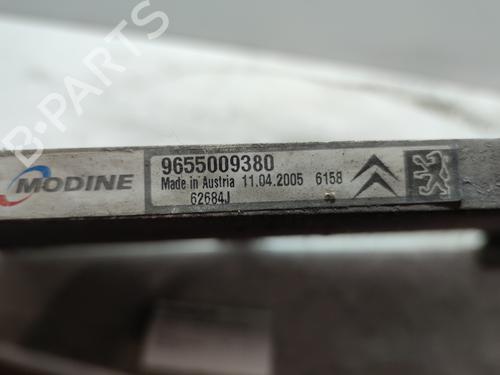 MODINE
9655009380
Made in Austria 11.04.2005 6158
62684J
B-PARTS